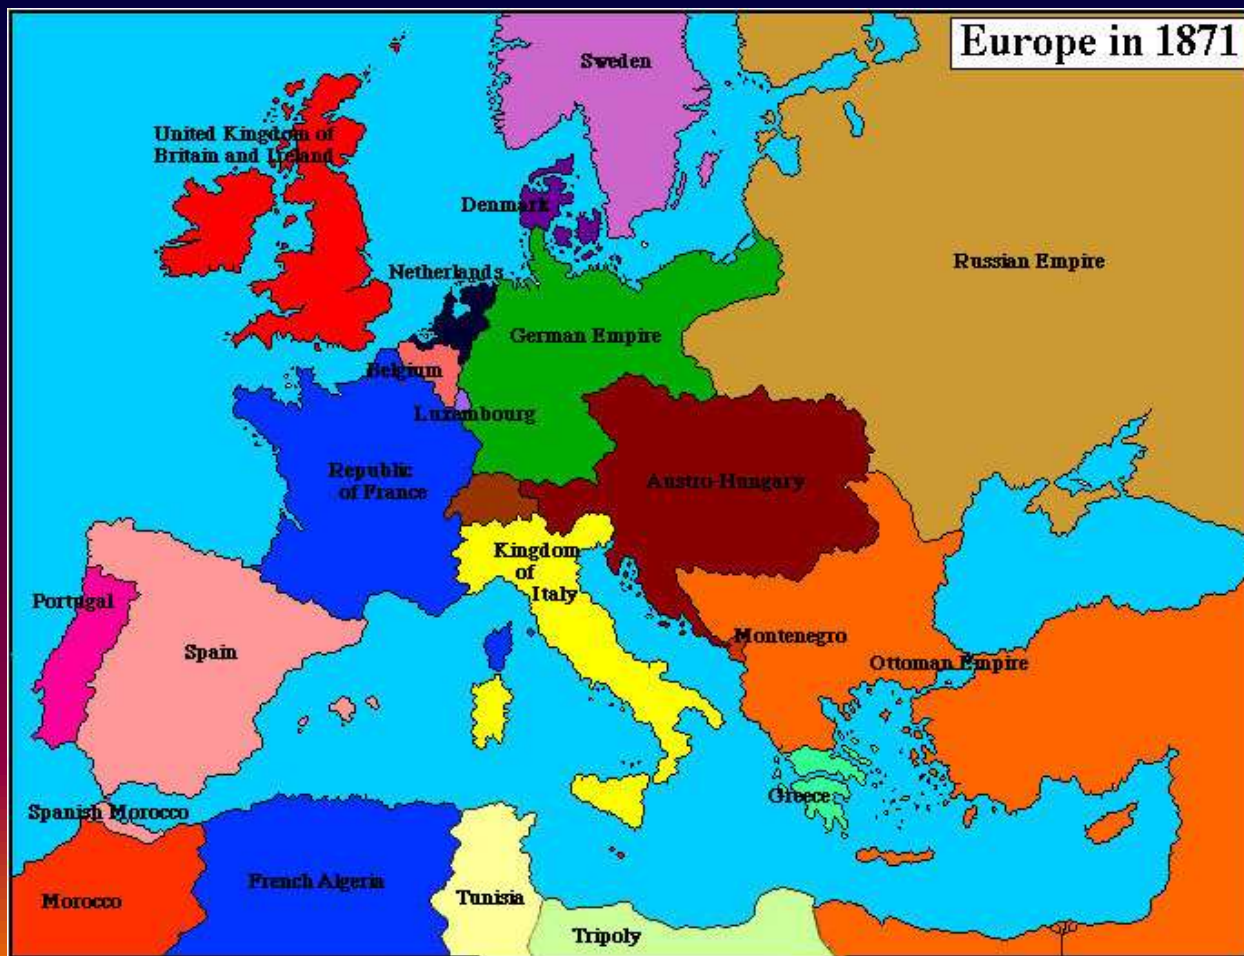 Europe in 1871
Sweden
United Kingdom of
Britain and Ireland
Denmark
Russian Empire
Netherlands
German Empire
Belgium
Luxembourg
Republic
of France
Austro-Hungary
Kingdom
of
Italy
Portugal
Spain
Montenegro
Ottoman Empire
Greece
Spanish Morocco
French Algeria
Tunisia
Morocco
Tripoly